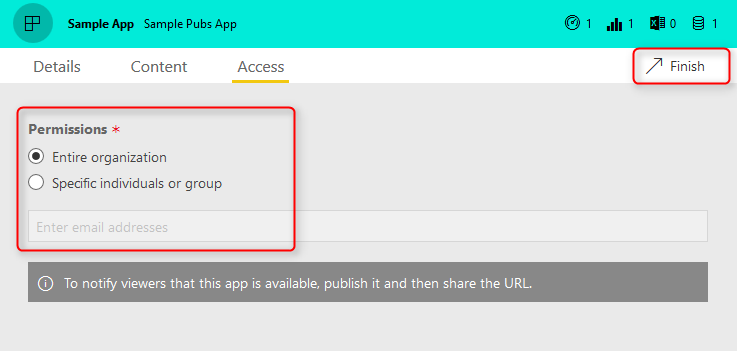 Sample App Sample Pubs App 1 1 0 1
Details Content Access Finish
Permissions *
Entire organization
Specific individuals or group
Enter email addresses
To notify viewers that this app is available, publish it and then share the URL.